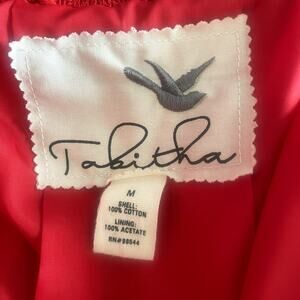 Tabitha
M
SHELL:
100% COTTON
LINING:
100% ACETATE
RN#98544